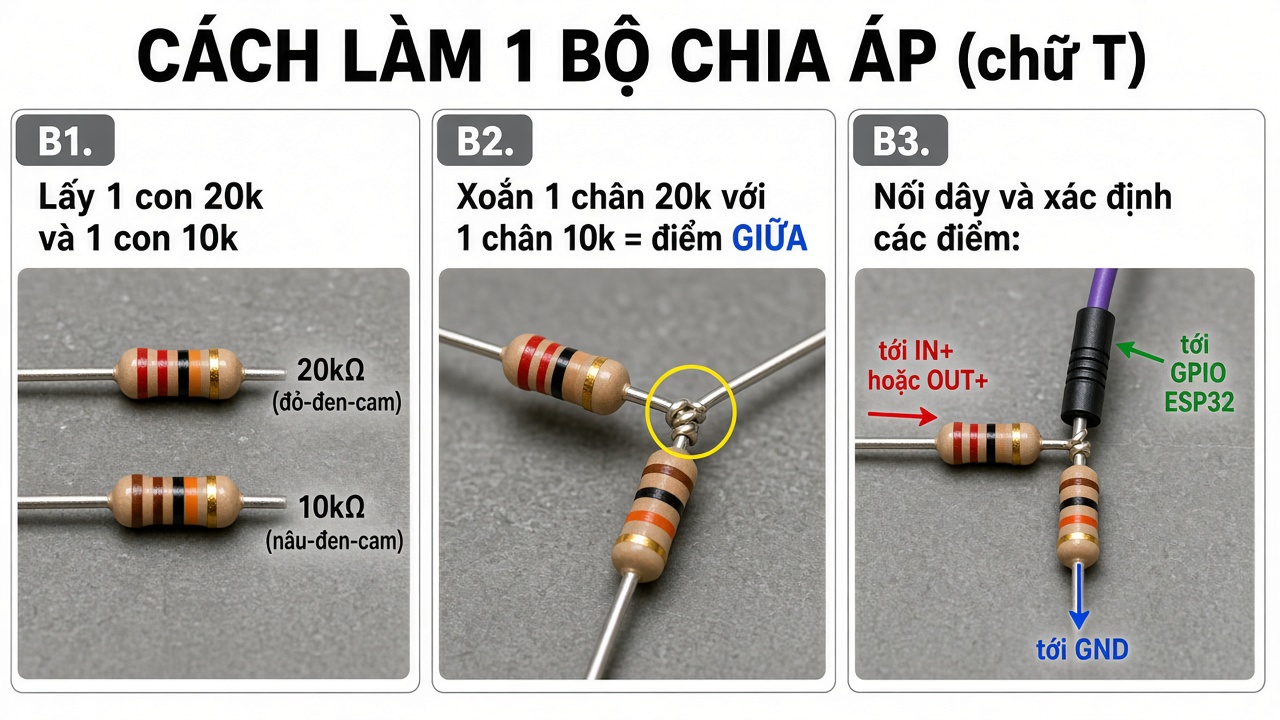 CÁCH LÀM 1 BỘ CHIA ÁP (chữ T)
B1.
Lấy 1 con 20k
và 1 con 10k
20kΩ
(đỏ-đen-cam)
10kΩ
(nâu-đen-cam)
B2.
Xoắn 1 chân 20k với
1 chân 10k = điểm GIỮA
B3.
Nối dây và xác định
các điểm:
tới IN+
hoặc OUT+
tới
GPIO
ESP32
tới GND